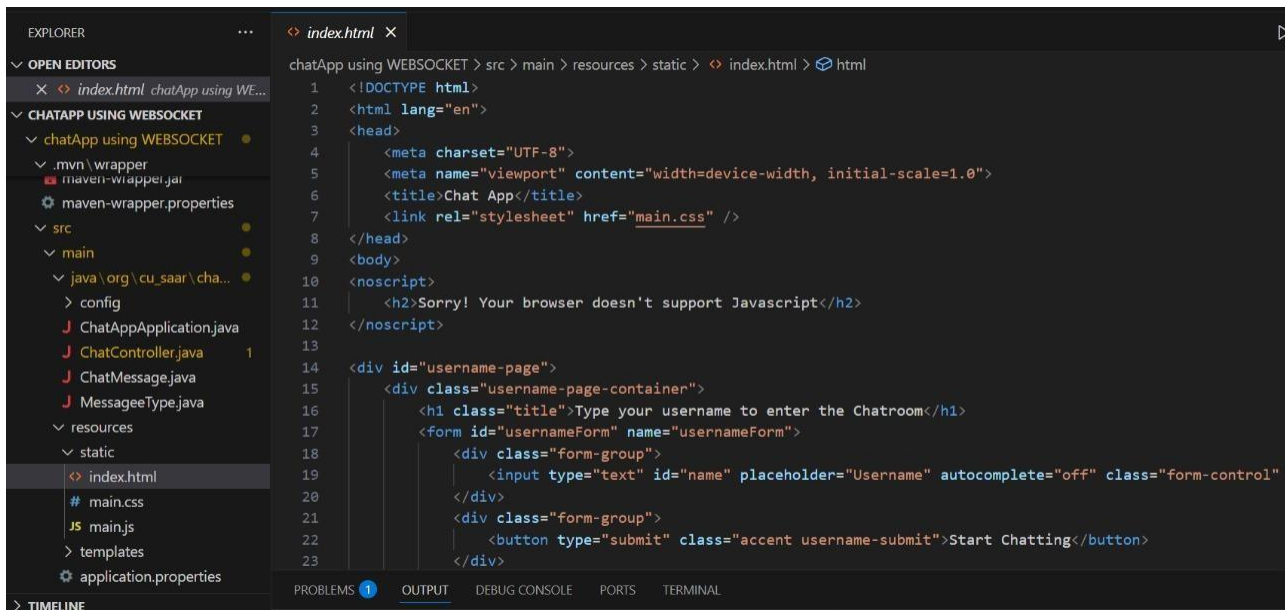 EXPLORER ...
OPEN EDITORS
index.html chatApp using WE...
CHATAPP USING WEBSOCKET
chatApp using WEBSOCKET
.mvn\wrapper
maven-wrapper.jar
maven-wrapper.properties
src
main
java\org\cu_saar\cha...
config
J ChatAppApplication.java
J ChatController.java 1
J ChatMessage.java
J MessageeType.java
resources
static
<> index.html
# main.css
JS main.js
templates
application.properties
TIMELINE
<> index.html
chatApp using WEBSOCKET > src > main > resources > static > <> index.html > html
1 <!DOCTYPE html>
2 <html lang="en">
3 <head>
4 <meta charset="UTF-8">
5 <meta name="viewport" content="width=device-width, initial-scale=1.0">
6 <title>Chat App</title>
7 <link rel="stylesheet" href="main.css" />
8 </head>
9 <body>
10 <noscript>
11 <h2>Sorry! Your browser doesn't support Javascript</h2>
12 </noscript>
13
14 <div id="username-page">
15 <div class="username-page-container">
16 <h1 class="title">Type your username to enter the Chatroom</h1>
17 <form id="usernameForm" name="usernameForm">
18 <div class="form-group">
19 <input type="text" id="name" placeholder="Username" autocomplete="off" class="form-control"
20 </div>
21 <div class="form-group">
22 <button type="submit" class="accent username-submit">Start Chatting</button>
23 </div>
PROBLEMS 1 OUTPUT DEBUG CONSOLE PORTS TERMINAL